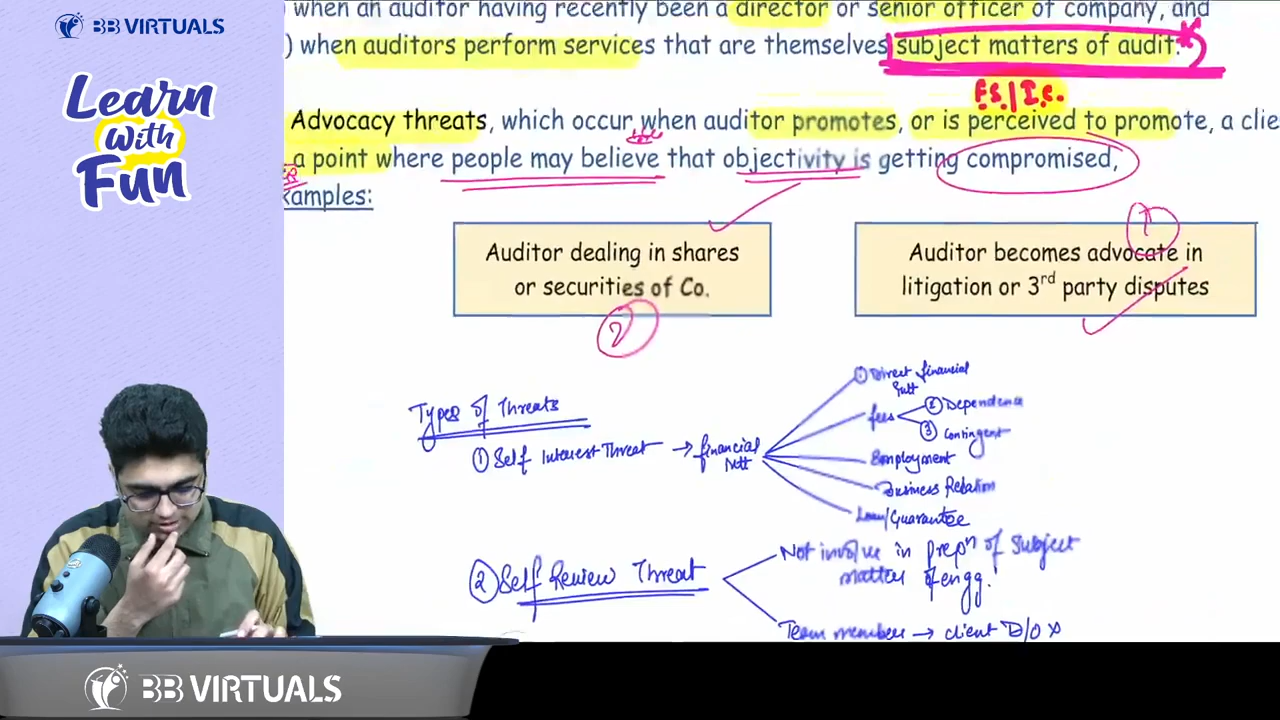 BB VIRTUALS
Learn
With
Fun
) when an auditor having recently been a director or senior officer of company, and
) when auditors perform services that are themselves subject matters of audit.
F.S./I.C.
Advocacy threats, which occur when auditor promotes, or is perceived to promote, a clie
a point where people may believe that objectivity is getting compromised,
xamples:
Auditor dealing in shares
or securities of Co.
2
Auditor becomes advocate in
litigation or 3rd party disputes
1
Types of Threats
① Self Interest Threat → financial
Intt
① Direct financial
Intt
fees
② Dependence
③ Contingent
Employment
Business Relation
Loan/Guarantee
② Self Review Threat
Not involve in prepn of subject
matter of engg.
Team members → client D/O x
BB VIRTUALS